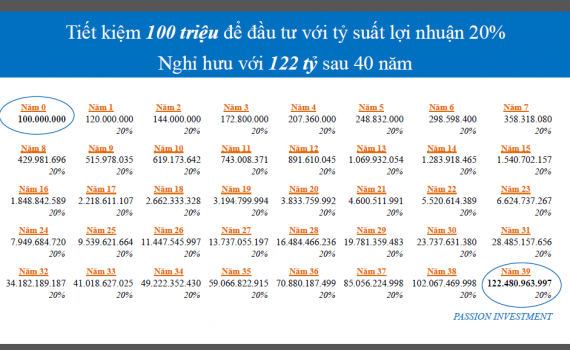 Tiết kiệm 100 triệu để đầu tư với tỷ suất lợi nhuận 20%
Nghỉ hưu với 122 tỷ sau 40 năm
Năm 0 Năm 1 Năm 2 Năm 3 Năm 4 Năm 5 Năm 6 Năm 7
100.000.000 120.000.000 144.000.000 172.800.000 207.360.000 248.832.000 298.598.400 358.318.080
20% 20% 20% 20% 20% 20% 20%
Năm 8 Năm 9 Năm 10 Năm 11 Năm 12 Năm 13 Năm 14 Năm 15
429.981.696 515.978.035 619.173.642 743.008.371 891.610.045 1.069.932.054 1.283.918.465 1.540.702.157
20% 20% 20% 20% 20% 20% 20% 20%
Năm 16 Năm 17 Năm 18 Năm 19 Năm 20 Năm 21 Năm 22 Năm 23
1.848.842.589 2.218.611.107 2.662.333.328 3.194.799.994 3.833.759.992 4.600.511.991 5.520.614.389 6.624.737.267
20% 20% 20% 20% 20% 20% 20% 20%
Năm 24 Năm 25 Năm 26 Năm 27 Năm 28 Năm 29 Năm 30 Năm 31
7.949.684.720 9.539.621.664 11.447.545.997 13.737.055.197 16.484.466.236 19.781.359.483 23.737.631.380 28.485.157.656
20% 20% 20% 20% 20% 20% 20% 20%
Năm 32 Năm 33 Năm 34 Năm 35 Năm 36 Năm 37 Năm 38 Năm 39
34.182.189.187 41.018.627.025 49.222.352.430 59.066.822.915 70.880.187.499 85.056.224.998 102.067.469.998 122.480.963.997
20% 20% 20% 20% 20% 20% 20% 20%
PASSION INVESTMENT